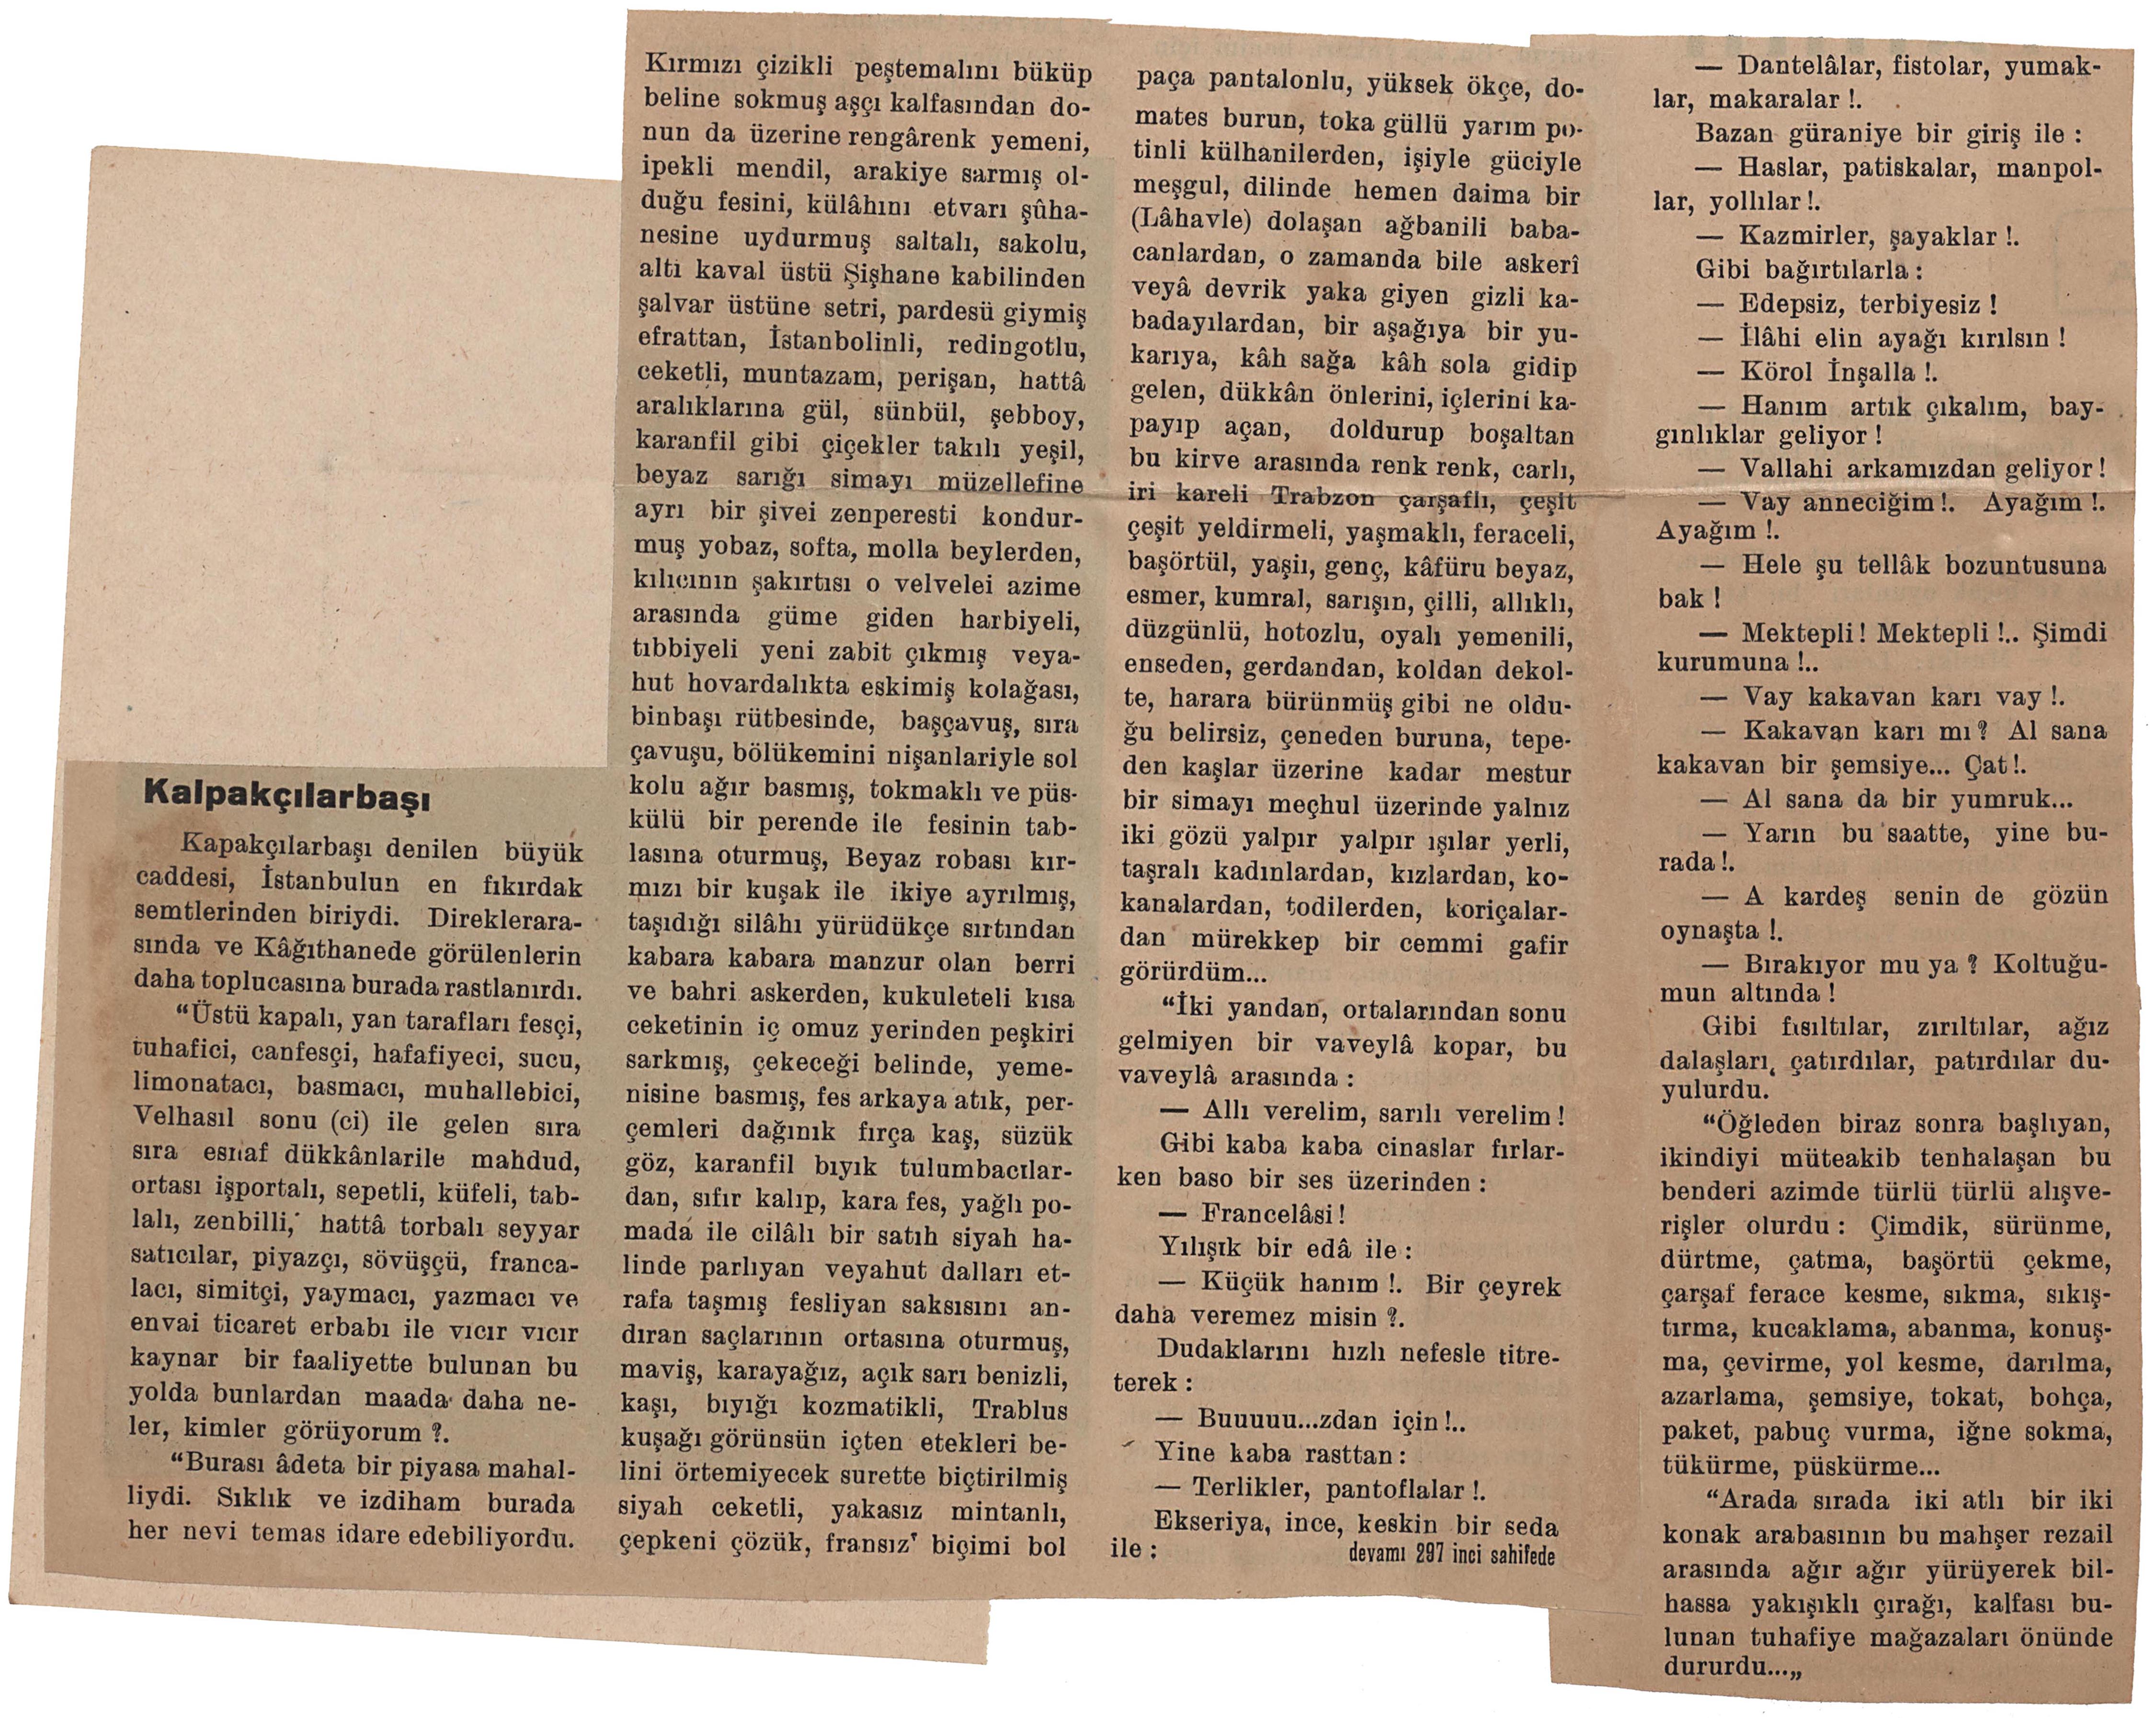 Kalpakçılarbaşı
Kapakçılarbaşı denilen büyük
caddesi, İstanbulun en fıkırdak
semtlerinden biriydi. Direklerara-
sında ve Kâğıthanede görülenlerin
daha toplucasına burada rastlanırdı.
“Üstü kapalı, yan tarafları fesçi,
tuhafici, canfesçi, hafafiyeci, sucu,
limonatacı, basmacı, muhallebici,
Velhasıl sonu (ci) ile gelen sıra
sıra esnaf dükkânlarile mahdud,
ortası işportalı, sepetli, küfeli, tab-
lalı, zenbilli, hattâ torbalı seyyar
satıcılar, piyazçı, sövüşçü, franca-
lacı, simitçi, yaymacı, yazmacı ve
envai ticaret erbabı ile vıcır vıcır
kaynar bir faaliyette bulunan bu
yolda bunlardan maada daha ne-
ler, kimler görüyorum ?.
“Burası âdeta bir piyasa mahal-
liydi. Sıklık ve izdiham burada
her nevi temas idare edebiliyordu.
Kırmızı çizikli peştemalını büküp
beline sokmuş aşçı kalfasından do-
nun da üzerine rengârenk yemeni,
ipekli mendil, arakiye sarmış ol-
duğu fesini, külâhını etvarı şûha-
nesine uydurmuş saltalı, sakolu,
altı kaval üstü Şişhane kabilinden
şalvar üstüne setri, pardesü giymiş
efrattan, İstanbolinli, redingotlu,
ceketli, muntazam, perişan, hattâ
aralıklarına gül, sünbül, şebboy,
karanfil gibi çiçekler takılı yeşil,
beyaz sarığı simayı müzellefine
ayrı bir şivei zenperesti kondur-
muş yobaz, softa, molla beylerden,
kılıcının şakırtısı o velvelei azime
arasında güme giden harbiyeli,
tıbbiyeli yeni zabit çıkmış veya-
hut hovardalıkta eskimiş kolağası,
binbaşı rütbesinde, başçavuş, sıra
çavuşu, bölükemini nişanlariyle sol
kolu ağır basmış, tokmaklı ve püs-
külü bir perende ile fesinin tab-
lasına oturmuş, Beyaz robası kır-
mızı bir kuşak ile ikiye ayrılmış,
taşıdığı silâhı yürüdükçe sırtından
kabara kabara manzur olan berri
ve bahri askerden, kukuleteli kısa
ceketinin iç omuz yerinden peşkiri
sarkmış, çekeceği belinde, yeme-
nisine basmış, fes arkaya atık, per-
çemleri dağınık fırça kaş, süzük
göz, karanfil bıyık tulumbacılar-
dan, sıfır kalıp, kara fes, yağlı po-
mada ile cilâlı bir satıh siyah ha-
linde parlıyan veyahut dalları et-
rafa taşmış fesliyan saksısını an-
dıran saçlarının ortasına oturmuş,
maviş, karayağız, açık sarı benizli,
kaşı, bıyığı kozmatikli, Trablus
kuşağı görünsün içten etekleri be-
lini örtemiyecek surette biçtirilmiş
siyah ceketli, yakasız mintanlı,
çepkeni çözük, fransız biçimi bol
paça pantalonlu, yüksek ökçe, do-
mates burun, toka güllü yarım po-
tinli külhanilerden, işiyle güciyle
meşgul, dilinde hemen daima bir
(Lâhavle) dolaşan ağbanili baba-
canlardan, o zamanda bile askerî
veyâ devrik yaka giyen gizli ka-
badayılardan, bir aşağıya bir yu-
karıya, kâh sağa kâh sola gidip
gelen, dükkân önlerini, içlerini ka-
payıp açan, doldurup boşaltan
bu kirve arasında renk renk, carlı,
iri kareli Trabzon çarşaflı, çeşit
çeşit yeldirmeli, yaşmaklı, feraceli,
başörtül, yaşlı, genç, kâfûru beyaz,
esmer, kumral, sarışın, çilli, allıklı,
düzgünlü, hotozlu, oyalı yemenili,
enseden, gerdandan, koldan dekol-
te, harara bürünmüş gibi ne oldu-
ğu belirsiz, çeneden buruna, tepe-
den kaşlar üzerine kadar mestur
bir simayı meçhul üzerinde yalnız
iki gözü yalpır yalpır ışılar yerli,
taşralı kadınlardan, kızlardan, ko-
kanalardan, todilerden, koriçalar-
dan mürekkep bir cemmi gafir
görürdüm...
“İki yandan, ortalarından sonu
gelmiyen bir vaveylâ kopar, bu
vaveylâ arasında :
— Allı verelim, sarılı verelim !
Gibi kaba kaba cinaslar fırlar-
ken baso bir ses üzerinden :
— Francelâsi !
Yılışık bir edâ ile :
— Küçük hanım !. Bir çeyrek
daha veremez misin ?.
Dudaklarını hızlı nefesle titre-
terek :
— Buuuuu...zdan için !..
Yine kaba rasttan :
— Terlikler, pantoflalar !.
Ekseriya, ince, keskin bir seda
ile :
devamı 297 inci sahifede
— Dantelâlar, fistolar, yumak-
lar, makaralar !.
Bazan güraniye bir giriş ile :
— Haslar, patiskalar, manpol-
lar, yollılar !.
— Kazmirler, şayaklar !.
Gibi bağırtılarla :
— Edepsiz, terbiyesiz !
— İlâhi elin ayağı kırılsın !
— Körol İnşalla !.
— Hanım artık çıkalım, bay-
gınlıklar geliyor !
— Vallahi arkamızdan geliyor !
— Vay anneciğim !. Ayağım !.
Ayağım !.
— Hele şu tellâk bozuntusuna
bak !
— Mektepli ! Mektepli !.. Şimdi
kurumuna !..
— Vay kakavan karı vay !.
— Kakavan karı mı ? Al sana
kakavan bir şemsiye... Çat !.
— Al sana da bir yumruk...
— Yarın bu saatte, yine bu-
rada !.
— A kardeş senin de gözün
oynaşta !.
— Bırakıyor mu ya ? Koltuğu-
mun altında !
Gibi fısıltılar, zırıltılar, ağız
dalaşları, çatırdılar, patırdılar du-
yulurdu.
“Öğleden biraz sonra başlıyan,
ikindiyi müteakib tenhalaşan bu
benderi azimde türlü türlü alışve-
rişler olurdu : Çimdik, sürünme,
dürtme, çatma, başörtü çekme,
çarşaf ferace kesme, sıkma, sıkış-
tırma, kucaklama, abanma, konuş-
ma, çevirme, yol kesme, darılma,
azarlama, şemsiye, tokat, bohça,
paket, pabuç vurma, iğne sokma,
tükürme, püskürme...
“Arada sırada iki atlı bir iki
konak arabasının bu mahşer rezail
arasında ağır ağır yürüyerek bil-
hassa yakışıklı çırağı, kalfası bu-
lunan tuhafiye mağazaları önünde
dururdu...„